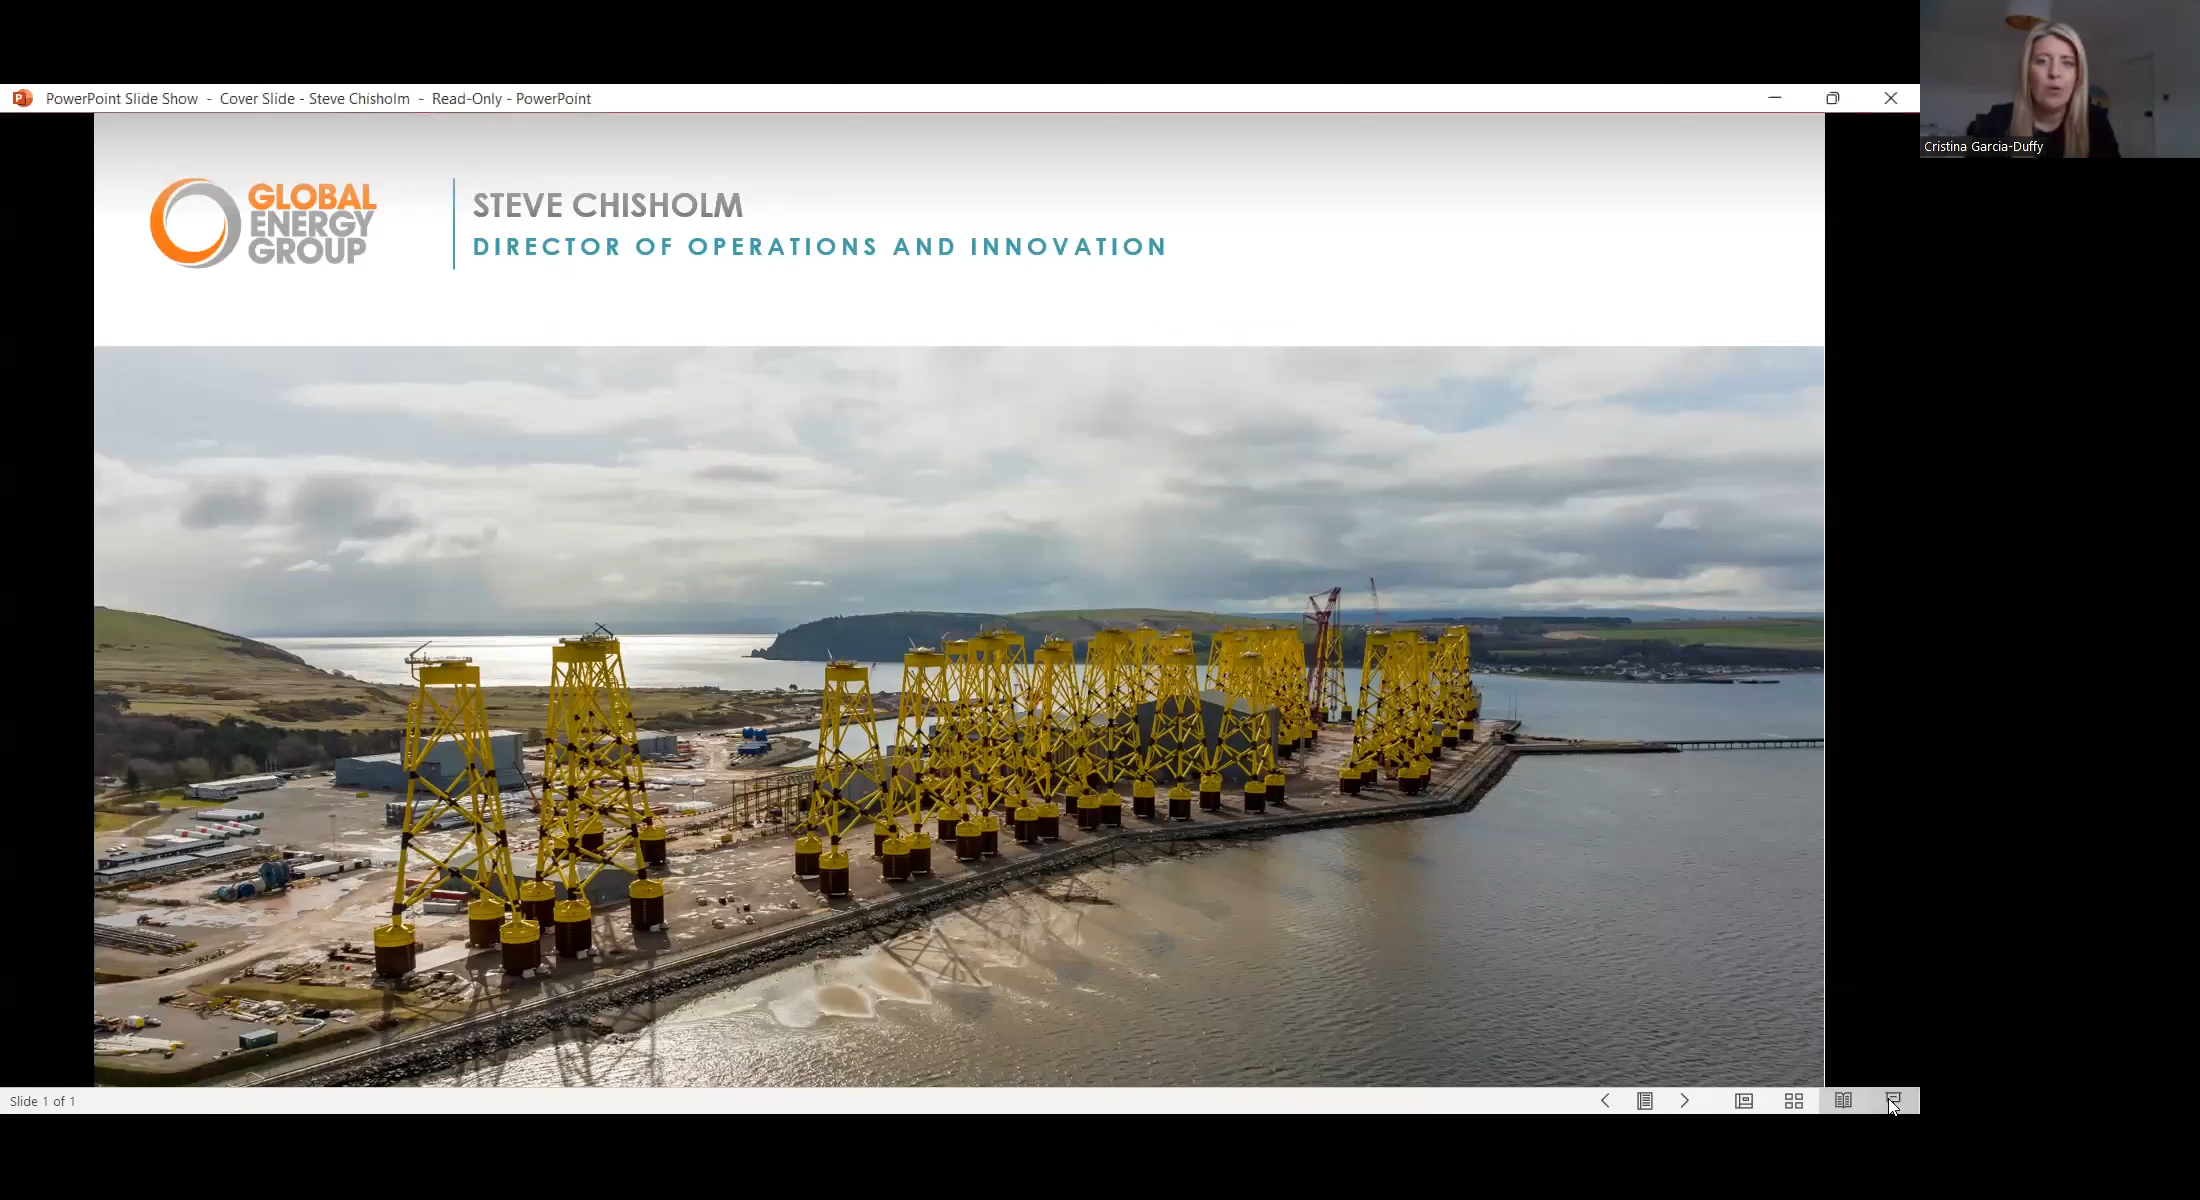 PowerPoint Slide Show - Cover Slide - Steve Chisholm - Read-Only - PowerPoint
Cristina Garcia-Duffy
GLOBAL
ENERGY
GROUP
STEVE CHISHOLM
DIRECTOR OF OPERATIONS AND INNOVATION
Slide 1 of 1